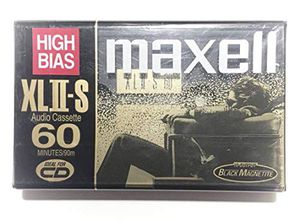 HIGH
BIAS
maxell
XLII-S
Audio Cassette
60
MINUTES/90m
IDEAL FOR
CD
BLACK MAGNETITE